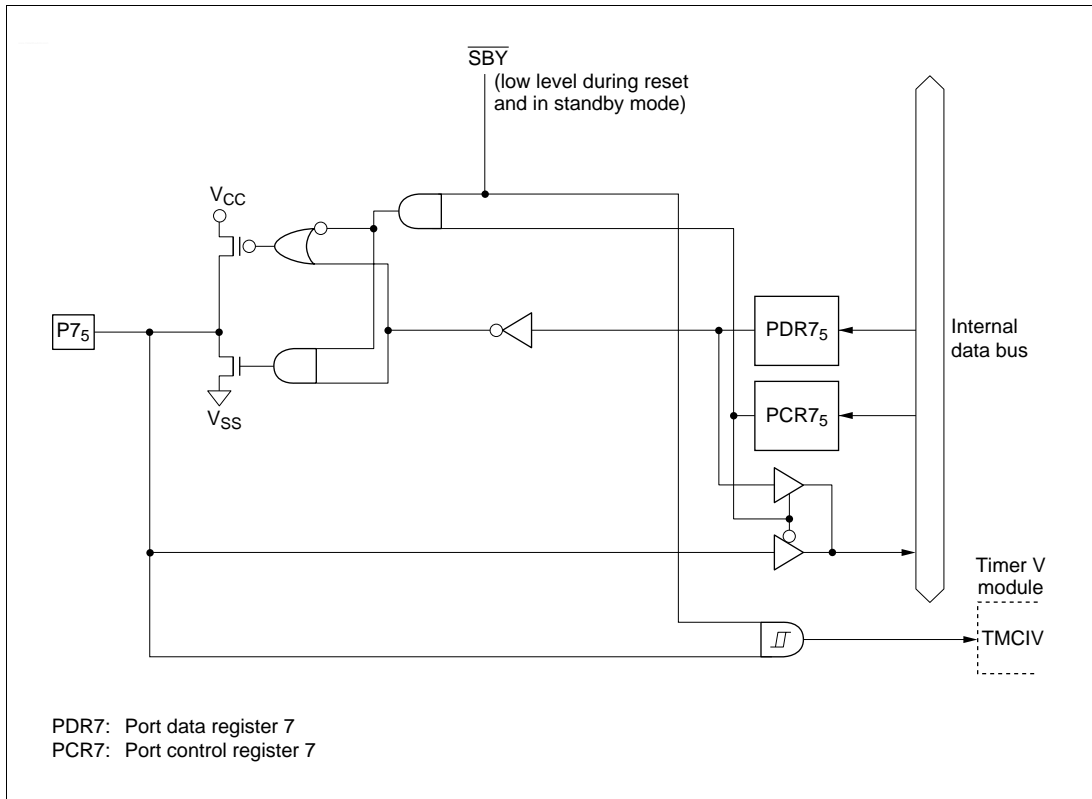 SBY
(low level during reset
and in standby mode)
VCC
P75
PDR75
Internal
data bus
PCR75
VSS
Timer V
module
TMCIV
PDR7: Port data register 7
PCR7: Port control register 7